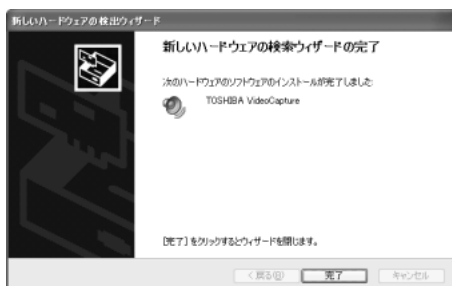 新しいハードウェアの検出ウィザード
新しいハードウェアの検索ウィザードの完了
次のハードウェアのソフトウェアのインストールが完了しました:
TOSHIBA VideoCapture
[完了] をクリックするとウィザードを閉じます。
< 戻る(B)
完了
キャンセル